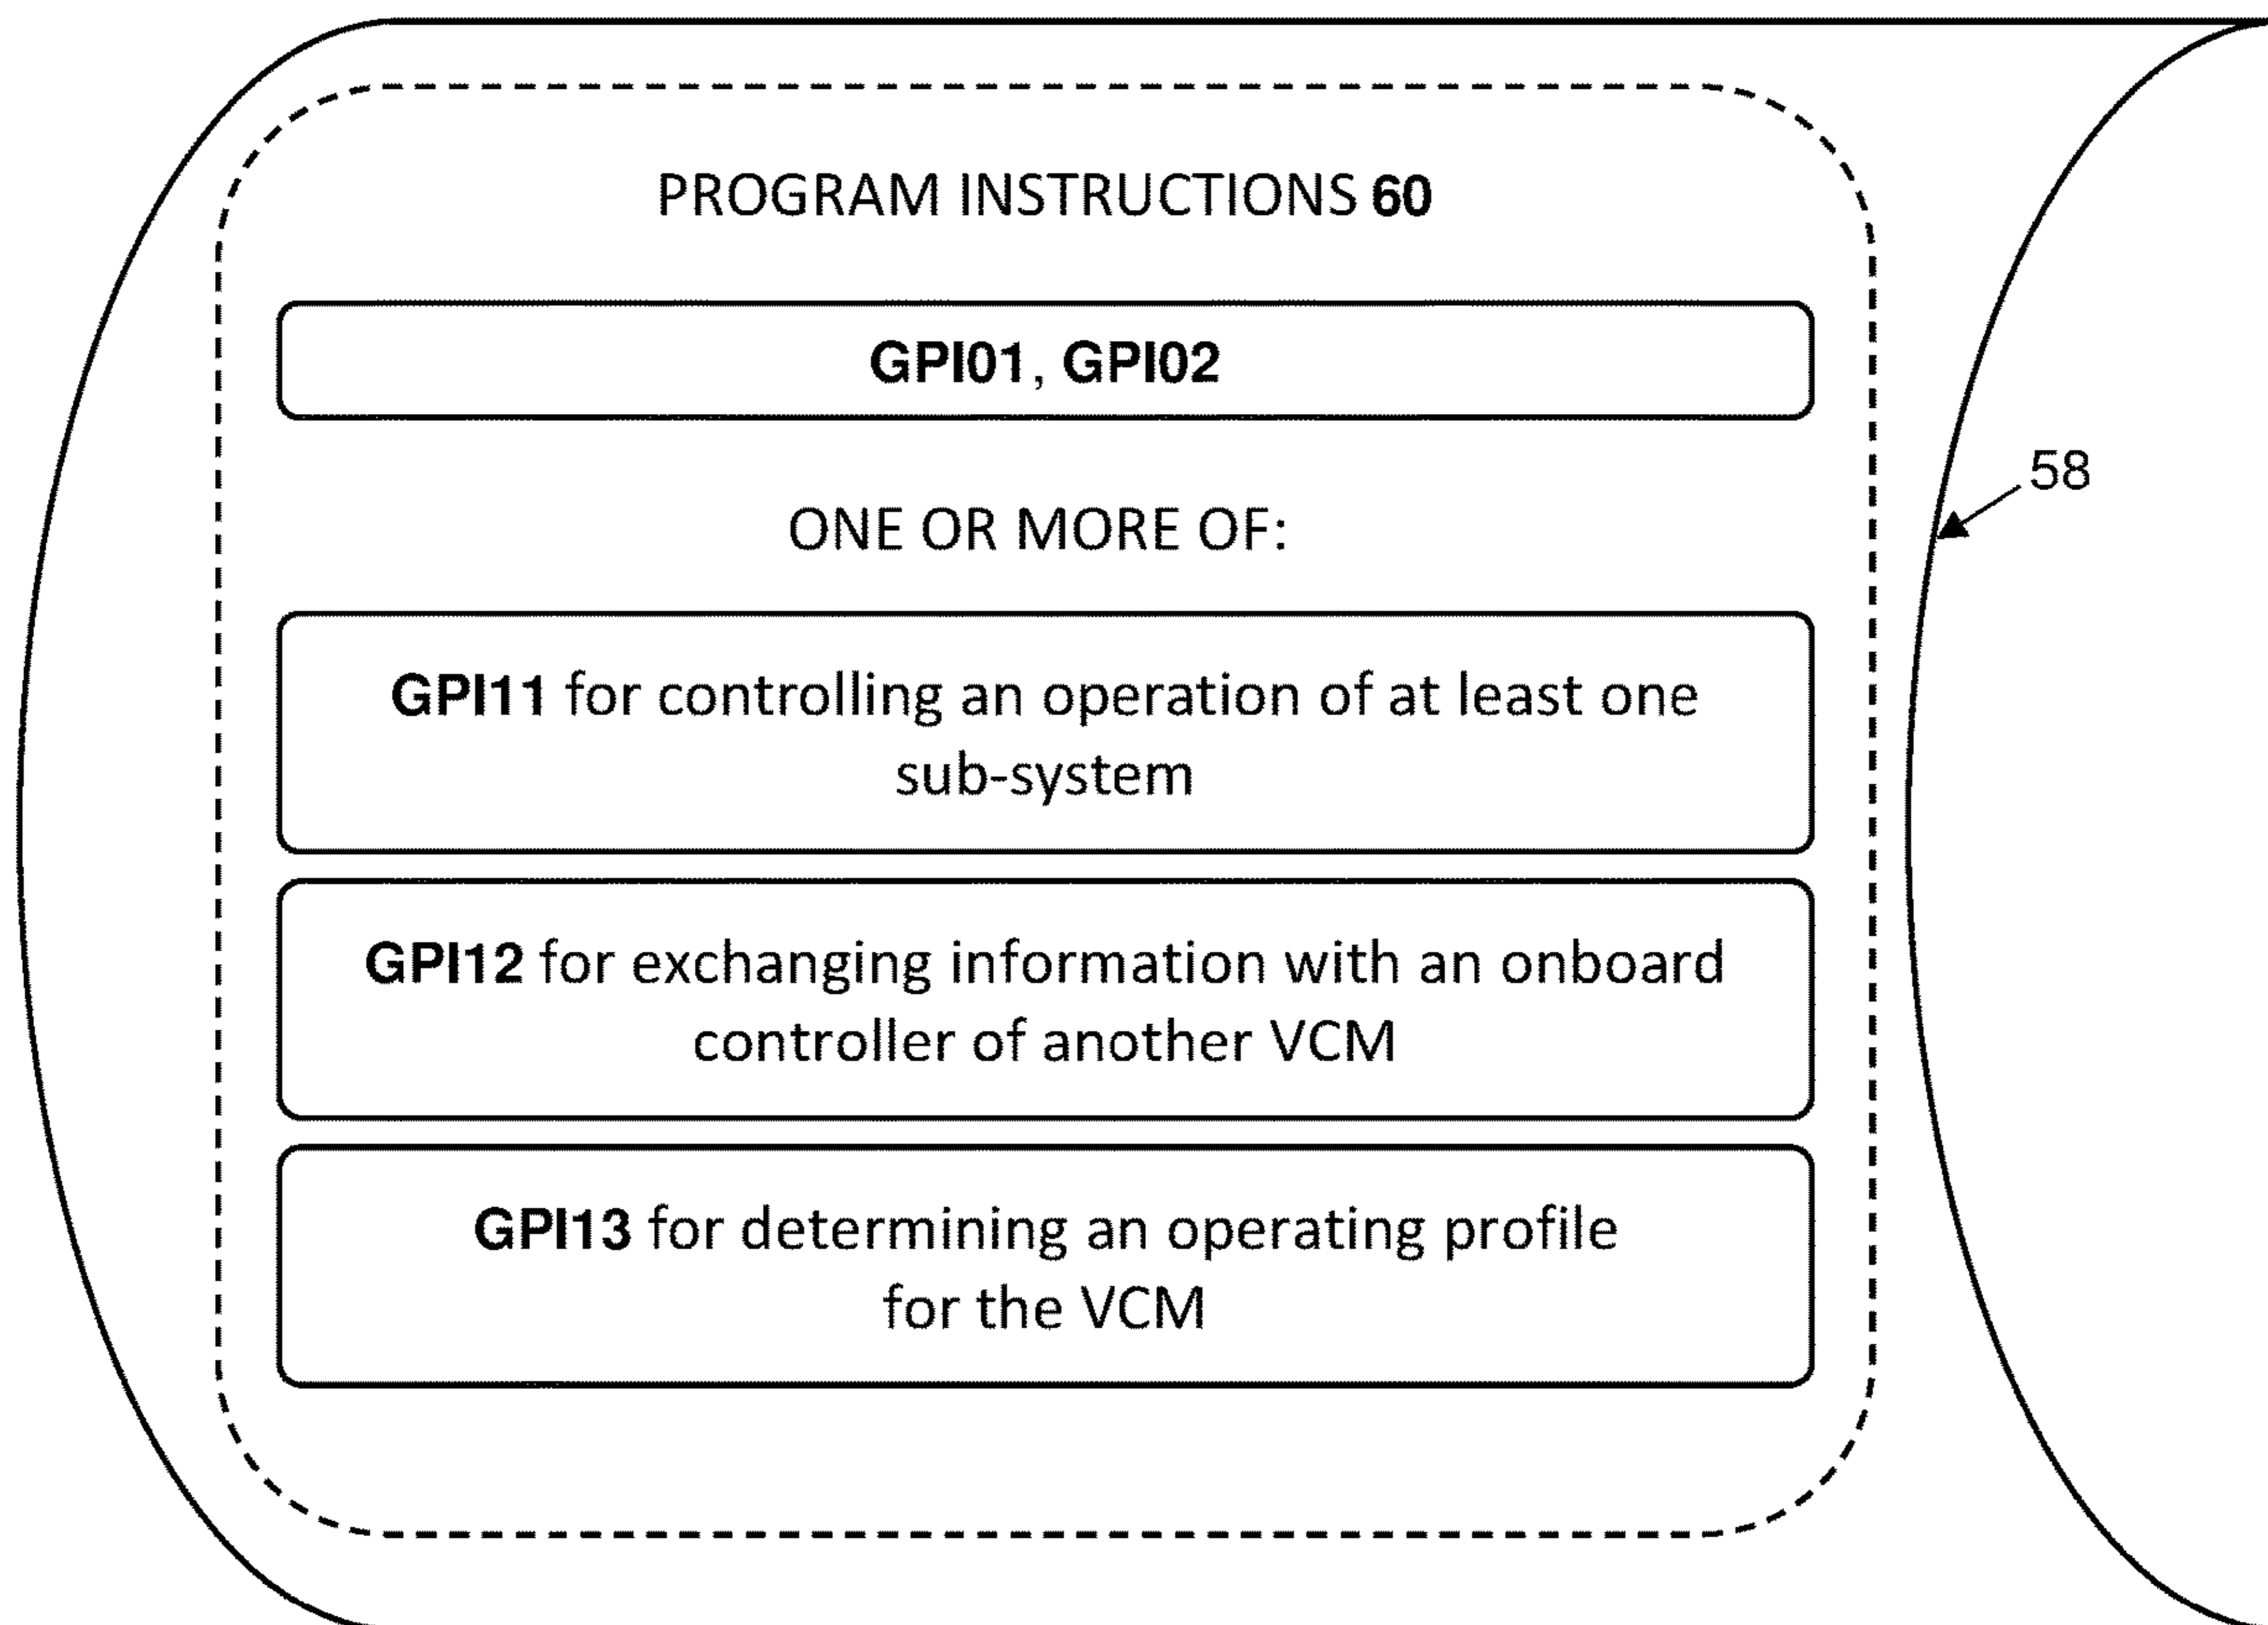 PROGRAM INSTRUCTIONS 60
GPI01, GPI02
58
ONE OR MORE OF:
GPI11 for controlling an operation of at least one
sub-system
GPI12 for exchanging information with an onboard
controller of another VCM
GPI13 for determining an operating profile
for the VCM